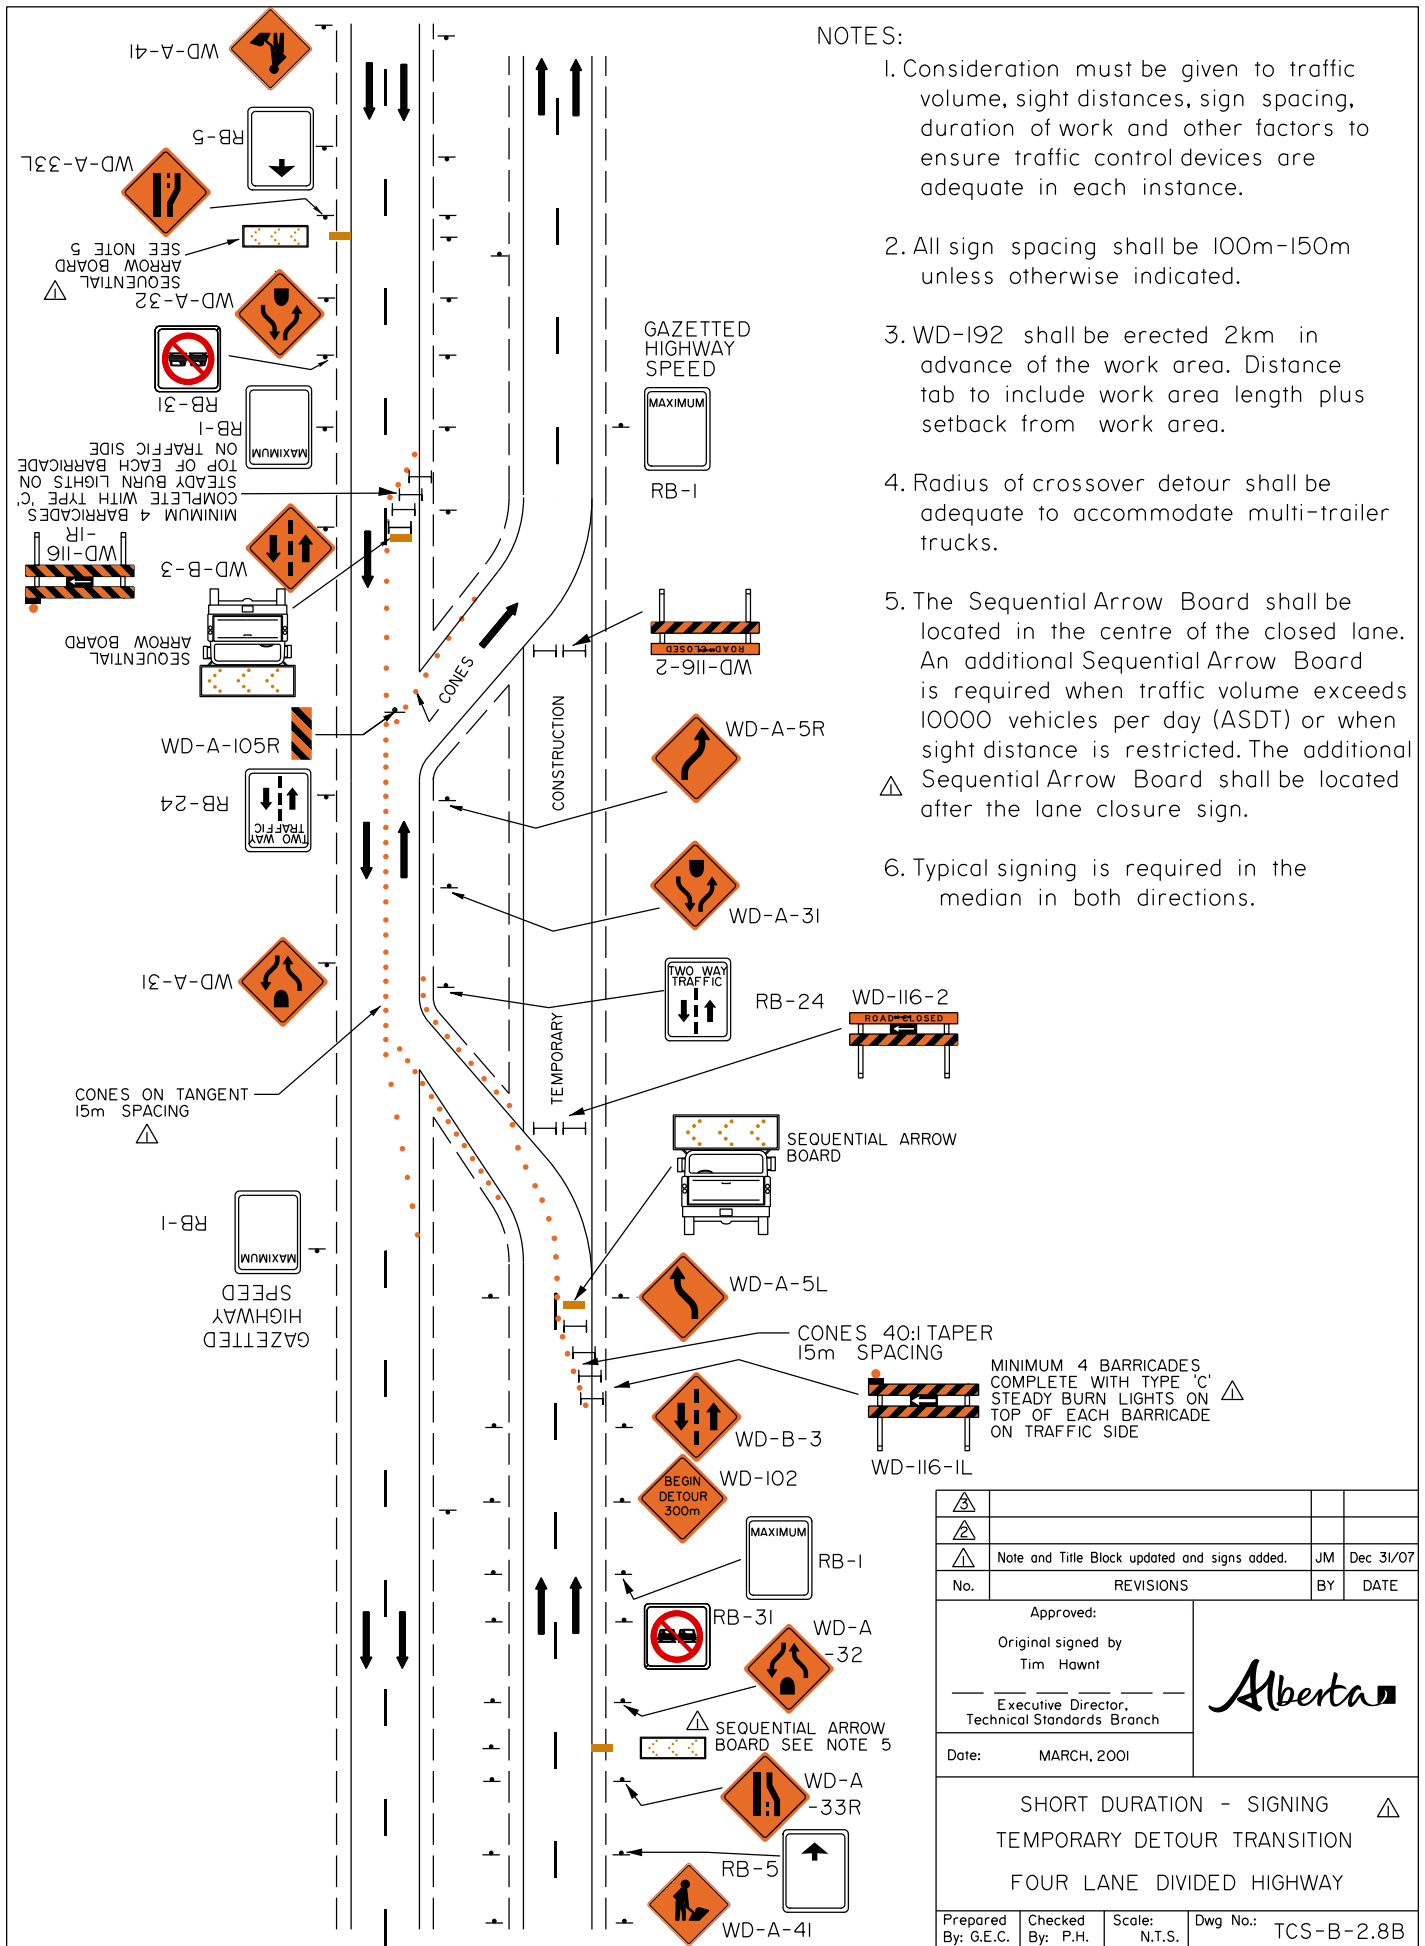 NOTES:
1. Consideration must be given to traffic
volume, sight distances, sign spacing,
duration of work and other factors to
ensure traffic control devices are
adequate in each instance.
2. All sign spacing shall be 100m-150m
unless otherwise indicated.
3. WD-192 shall be erected 2km in
advance of the work area. Distance
tab to include work area length plus
setback from work area.
4. Radius of crossover detour shall be
adequate to accommodate multi-trailer
trucks.
5. The Sequential Arrow Board shall be
located in the centre of the closed lane.
An additional Sequential Arrow Board
is required when traffic volume exceeds
10000 vehicles per day (ASDT) or when
sight distance is restricted. The additional
1 Sequential Arrow Board shall be located
after the lane closure sign.
6. Typical signing is required in the
median in both directions.
WD-A-41
RB-5
WD-A-33L
SEQUENTIAL
ARROW BOARD
SEE NOTE 5
1
WD-A-32
RB-31
RB-1
MAXIMUM
MINIMUM 4 BARRICADES
COMPLETE WITH TYPE 'C'
STEADY BURN LIGHTS ON
TOP OF EACH BARRICADE
ON TRAFFIC SIDE
WD-116
-1R
WD-B-3
SEQUENTIAL
ARROW BOARD
WD-A-105R
RB-24
TWO WAY
TRAFFIC
WD-A-31
CONES ON TANGENT
15m SPACING
1
RB-1
MAXIMUM
GAZETTED
HIGHWAY
SPEED
GAZETTED
HIGHWAY
SPEED
MAXIMUM
RB-1
ROAD CLOSED
WD-116-2
CONES
CONSTRUCTION
TEMPORARY
WD-A-5R
WD-A-31
TWO WAY
TRAFFIC
RB-24
WD-116-2
ROAD CLOSED
SEQUENTIAL ARROW
BOARD
WD-A-5L
CONES 40:1 TAPER
15m SPACING
MINIMUM 4 BARRICADES
COMPLETE WITH TYPE 'C' 1
STEADY BURN LIGHTS ON
TOP OF EACH BARRICADE
ON TRAFFIC SIDE
WD-116-1L
WD-B-3
BEGIN
DETOUR
300m
WD-102
MAXIMUM
RB-1
RB-31
WD-A
-32
1 SEQUENTIAL ARROW
BOARD SEE NOTE 5
WD-A
-33R
RB-5
WD-A-41
3
2
1 Note and Title Block updated and signs added. JM Dec 31/07
No. REVISIONS BY DATE
Approved:
Original signed by
Tim Hawnt
Executive Director,
Technical Standards Branch
Date: MARCH, 2001
Alberta
SHORT DURATION - SIGNING 1
TEMPORARY DETOUR TRANSITION
FOUR LANE DIVIDED HIGHWAY
Prepared By: G.E.C.
Checked By: P.H.
Scale: N.T.S.
Dwg No.: TCS-B-2.8B